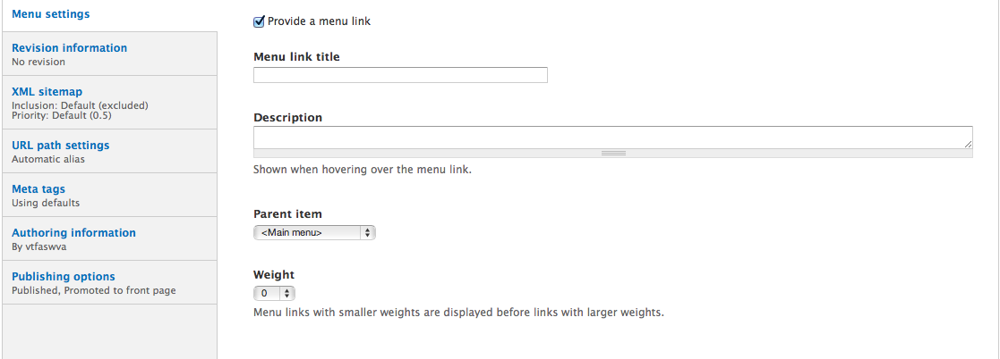 Menu settings
Revision information
No revision
XML sitemap
Inclusion: Default (excluded)
Priority: Default (0.5)
URL path settings
Automatic alias
Meta tags
Using defaults
Authoring information
By vtfaswva
Publishing options
Published, Promoted to front page
Provide a menu link
Menu link title
Description
Shown when hovering over the menu link.
Parent item
<Main menu>
Weight
0
Menu links with smaller weights are displayed before links with larger weights.